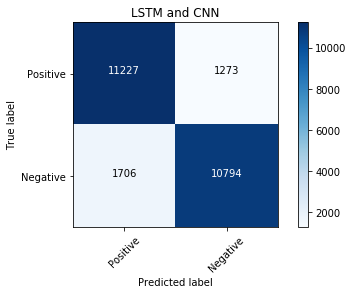 LSTM and CNN
True label
Positive
11227
1273
Negative
1706
10794
Positive
Negative
Predicted label
10000
8000
6000
4000
2000